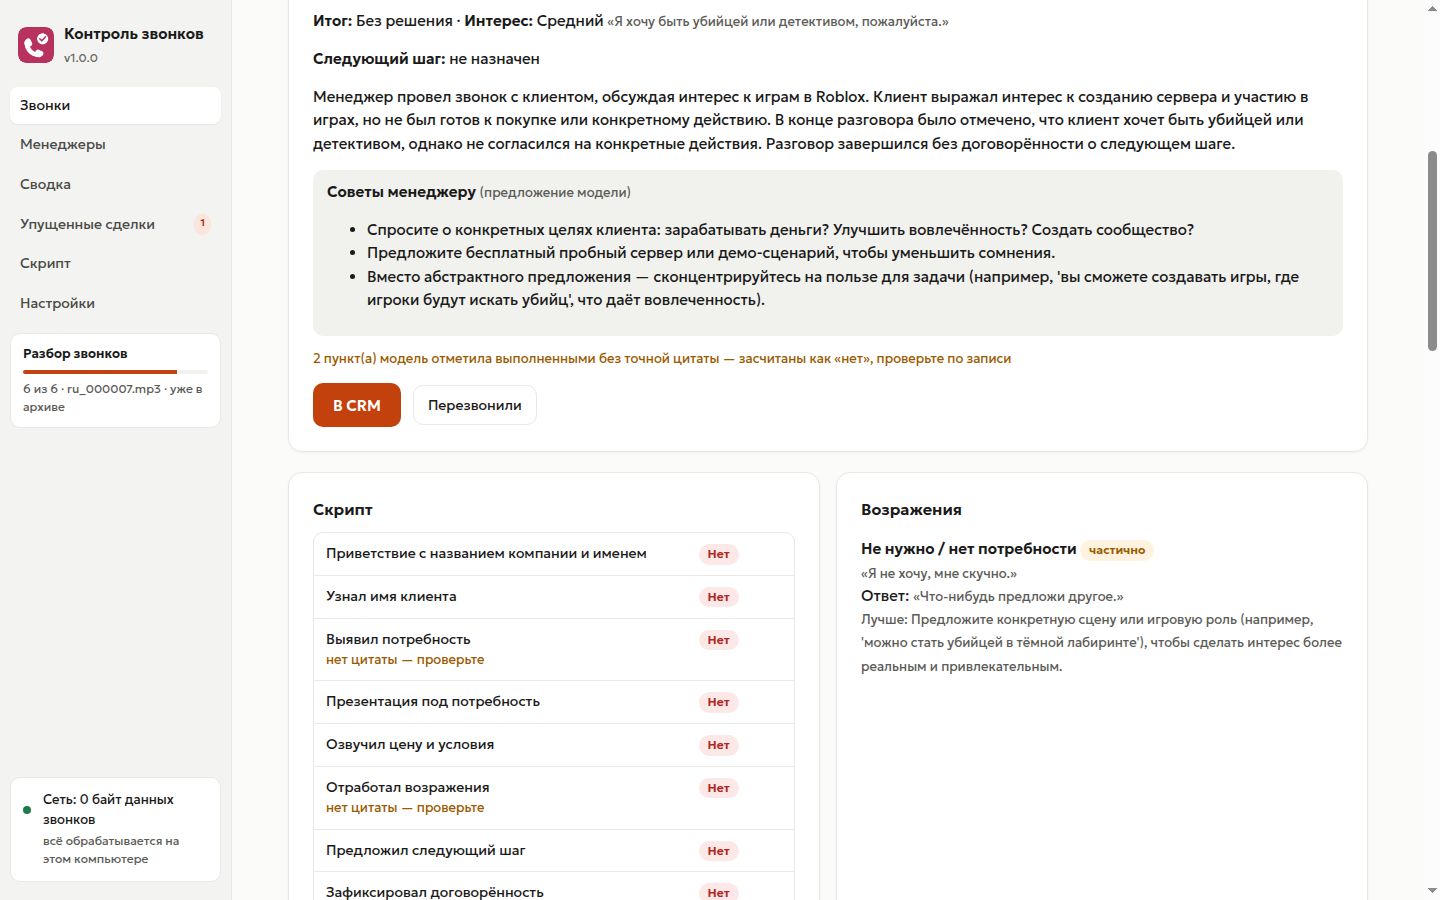 Контроль звонков
v1.0.0
Звонки
Менеджеры
Сводка
Упущенные сделки 1
Скрипт
Настройки
Разбор звонков
6 из 6 · ru_000007.mp3 · уже в
архиве
Сеть: 0 байт данных
звонков
всё обрабатывается на
этом компьютере
Итог: Без решения · Интерес: Средний «Я хочу быть убийцей или детективом, пожалуйста.»
Следующий шаг: не назначен
Менеджер провел звонок с клиентом, обсуждая интерес к играм в Roblox. Клиент выражал интерес к созданию сервера и участию в
играх, но не был готов к покупке или конкретному действию. В конце разговора было отмечено, что клиент хочет быть убийцей или
детективом, однако не согласился на конкретные действия. Разговор завершился без договорённости о следующем шаге.
Советы менеджеру (предложение модели)
• Спросите о конкретных целях клиента: зарабатывать деньги? Улучшить вовлечённость? Создать сообщество?
• Предложите бесплатный пробный сервер или демо-сценарий, чтобы уменьшить сомнения.
• Вместо абстрактного предложения — сконцентрируйтесь на пользе для задачи (например, 'вы сможете создавать игры, где
игроки будут искать убийц', что даёт вовлеченность).
2 пункт(а) модель отметила выполненными без точной цитаты — засчитаны как «нет», проверьте по записи
В CRM
Перезвонили
Скрипт
Приветствие с названием компании и именем Нет
Узнал имя клиента Нет
Выявил потребность Нет
нет цитаты — проверьте
Презентация под потребность Нет
Озвучил цену и условия Нет
Отработал возражения Нет
нет цитаты — проверьте
Предложил следующий шаг Нет
Зафиксировал договорённость Нет
Возражения
Не нужно / нет потребности частично
«Я не хочу, мне скучно.»
Ответ: «Что-нибудь предложи другое.»
Лучше: Предложите конкретную сцену или игровую роль (например,
'можно стать убийцей в тёмной лабиринте'), чтобы сделать интерес более
реальным и привлекательным.